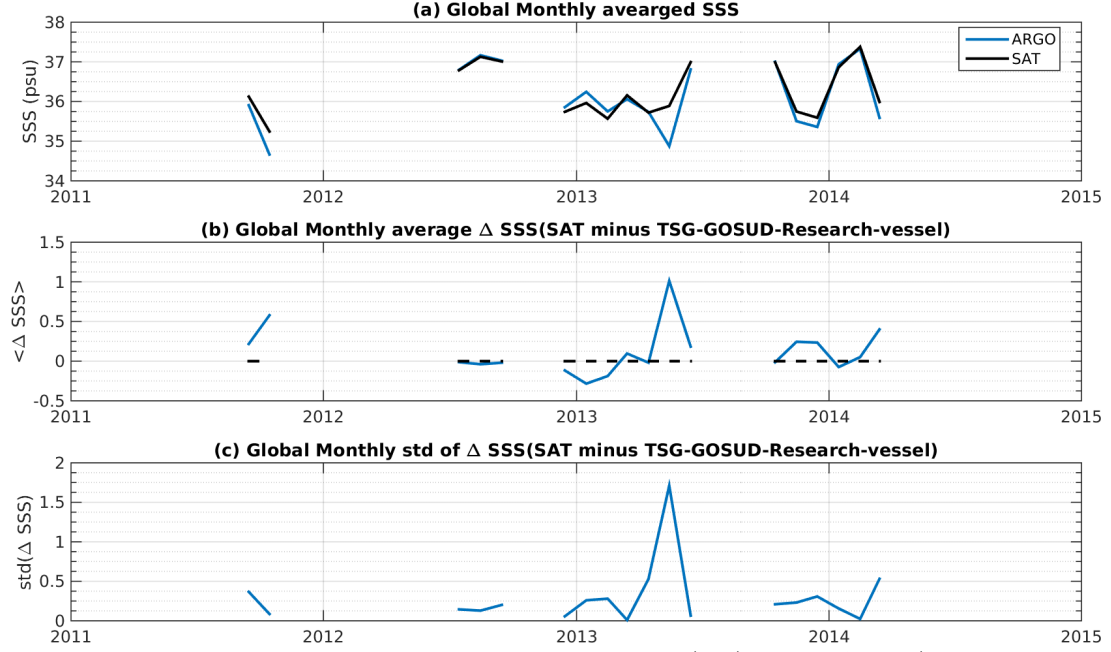 (a) Global Monthly avearged SSS
38
37
36
35
34
SSS (psu)
ARGO
SAT
2011 2012 2013 2014 2015
(b) Global Monthly average Δ SSS(SAT minus TSG-GOSUD-Research-vessel)
1.5
1
0.5
0
-0.5
<Δ SSS>
2011 2012 2013 2014 2015
(c) Global Monthly std of Δ SSS(SAT minus TSG-GOSUD-Research-vessel)
2
1.5
1
0.5
0
std(Δ SSS)
2011 2012 2013 2014 2015